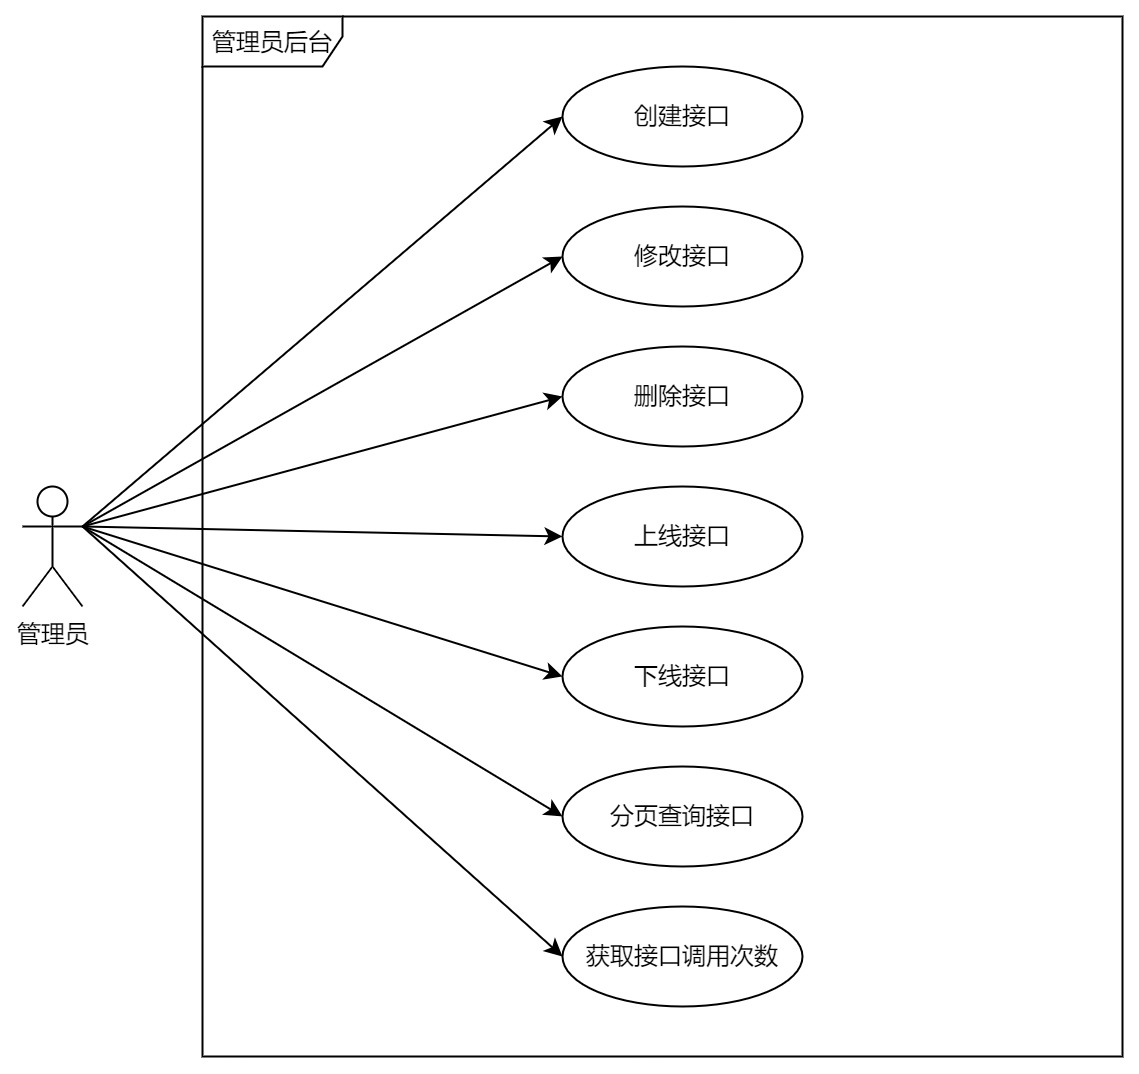 管理员后台
创建接口
修改接口
删除接口
上线接口
管理员
下线接口
分页查询接口
获取接口调用次数